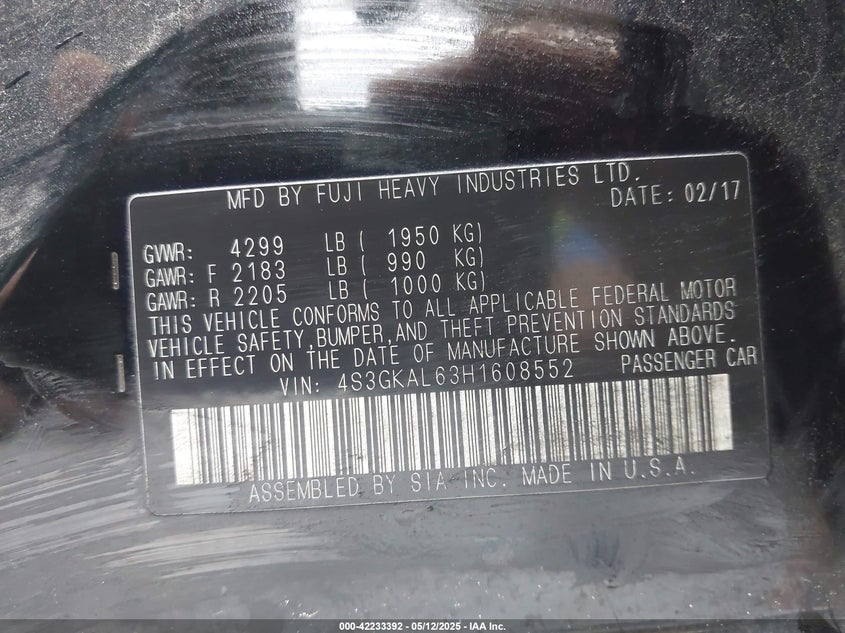 MFD BY FUJI HEAVY INDUSTRIES LTD.
DATE: 02/17
GVWR: 4299 LB ( 1950 KG)
GAWR: F 2183 LB ( 990 KG)
GAWR: R 2205 LB ( 1000 KG)
THIS VEHICLE CONFORMS TO ALL APPLICABLE FEDERAL MOTOR
VEHICLE SAFETY, BUMPER, AND THEFT PREVENTION STANDARDS
IN EFFECT ON THE DATE OF MANUFACTURE SHOWN ABOVE.
VIN: 4S3GKAL63H1608552 PASSENGER CAR
ASSEMBLED BY SIA INC. MADE IN U.S.A.
000-42233392 - 05/12/2025 - IAA Inc.